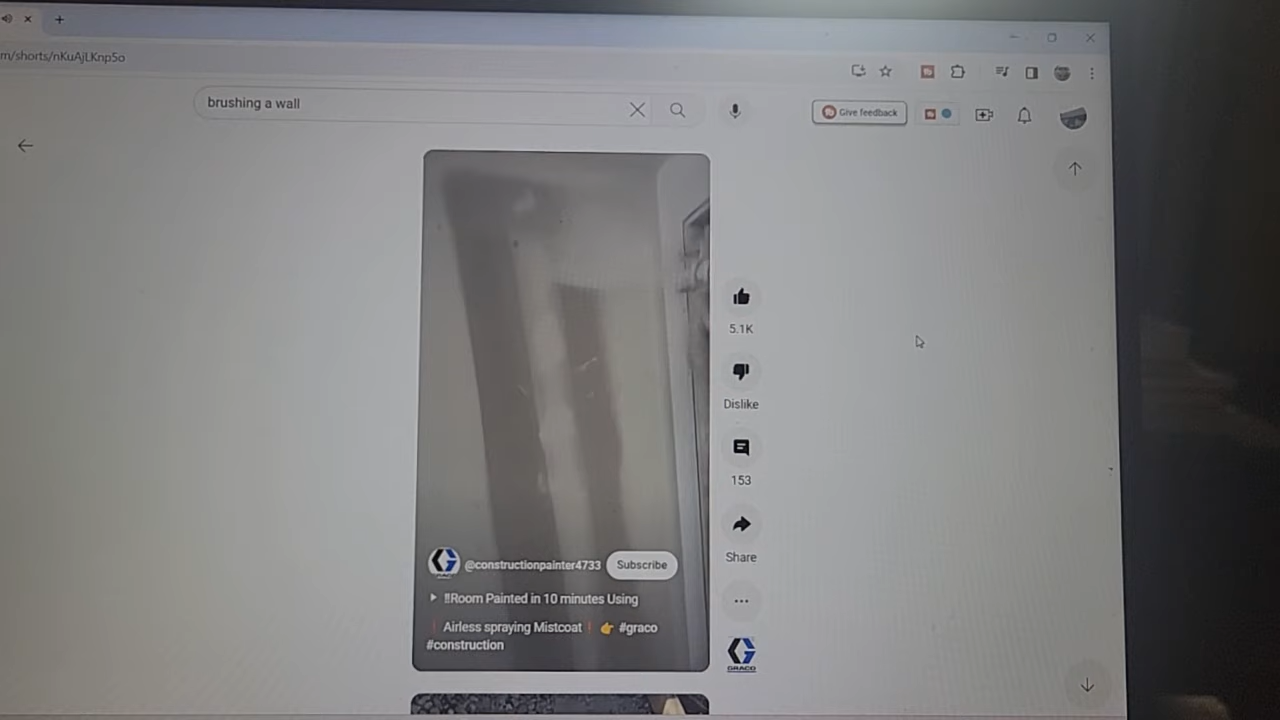 m/shorts/nKuAjLKnp5o
brushing a wall
Give feedback
5.1K
Dislike
153
Share
@constructionpainter4733
Subscribe
‼Room Painted in 10 minutes Using
❗Airless spraying Mistcoat❗👉 #graco
#construction
GRACO